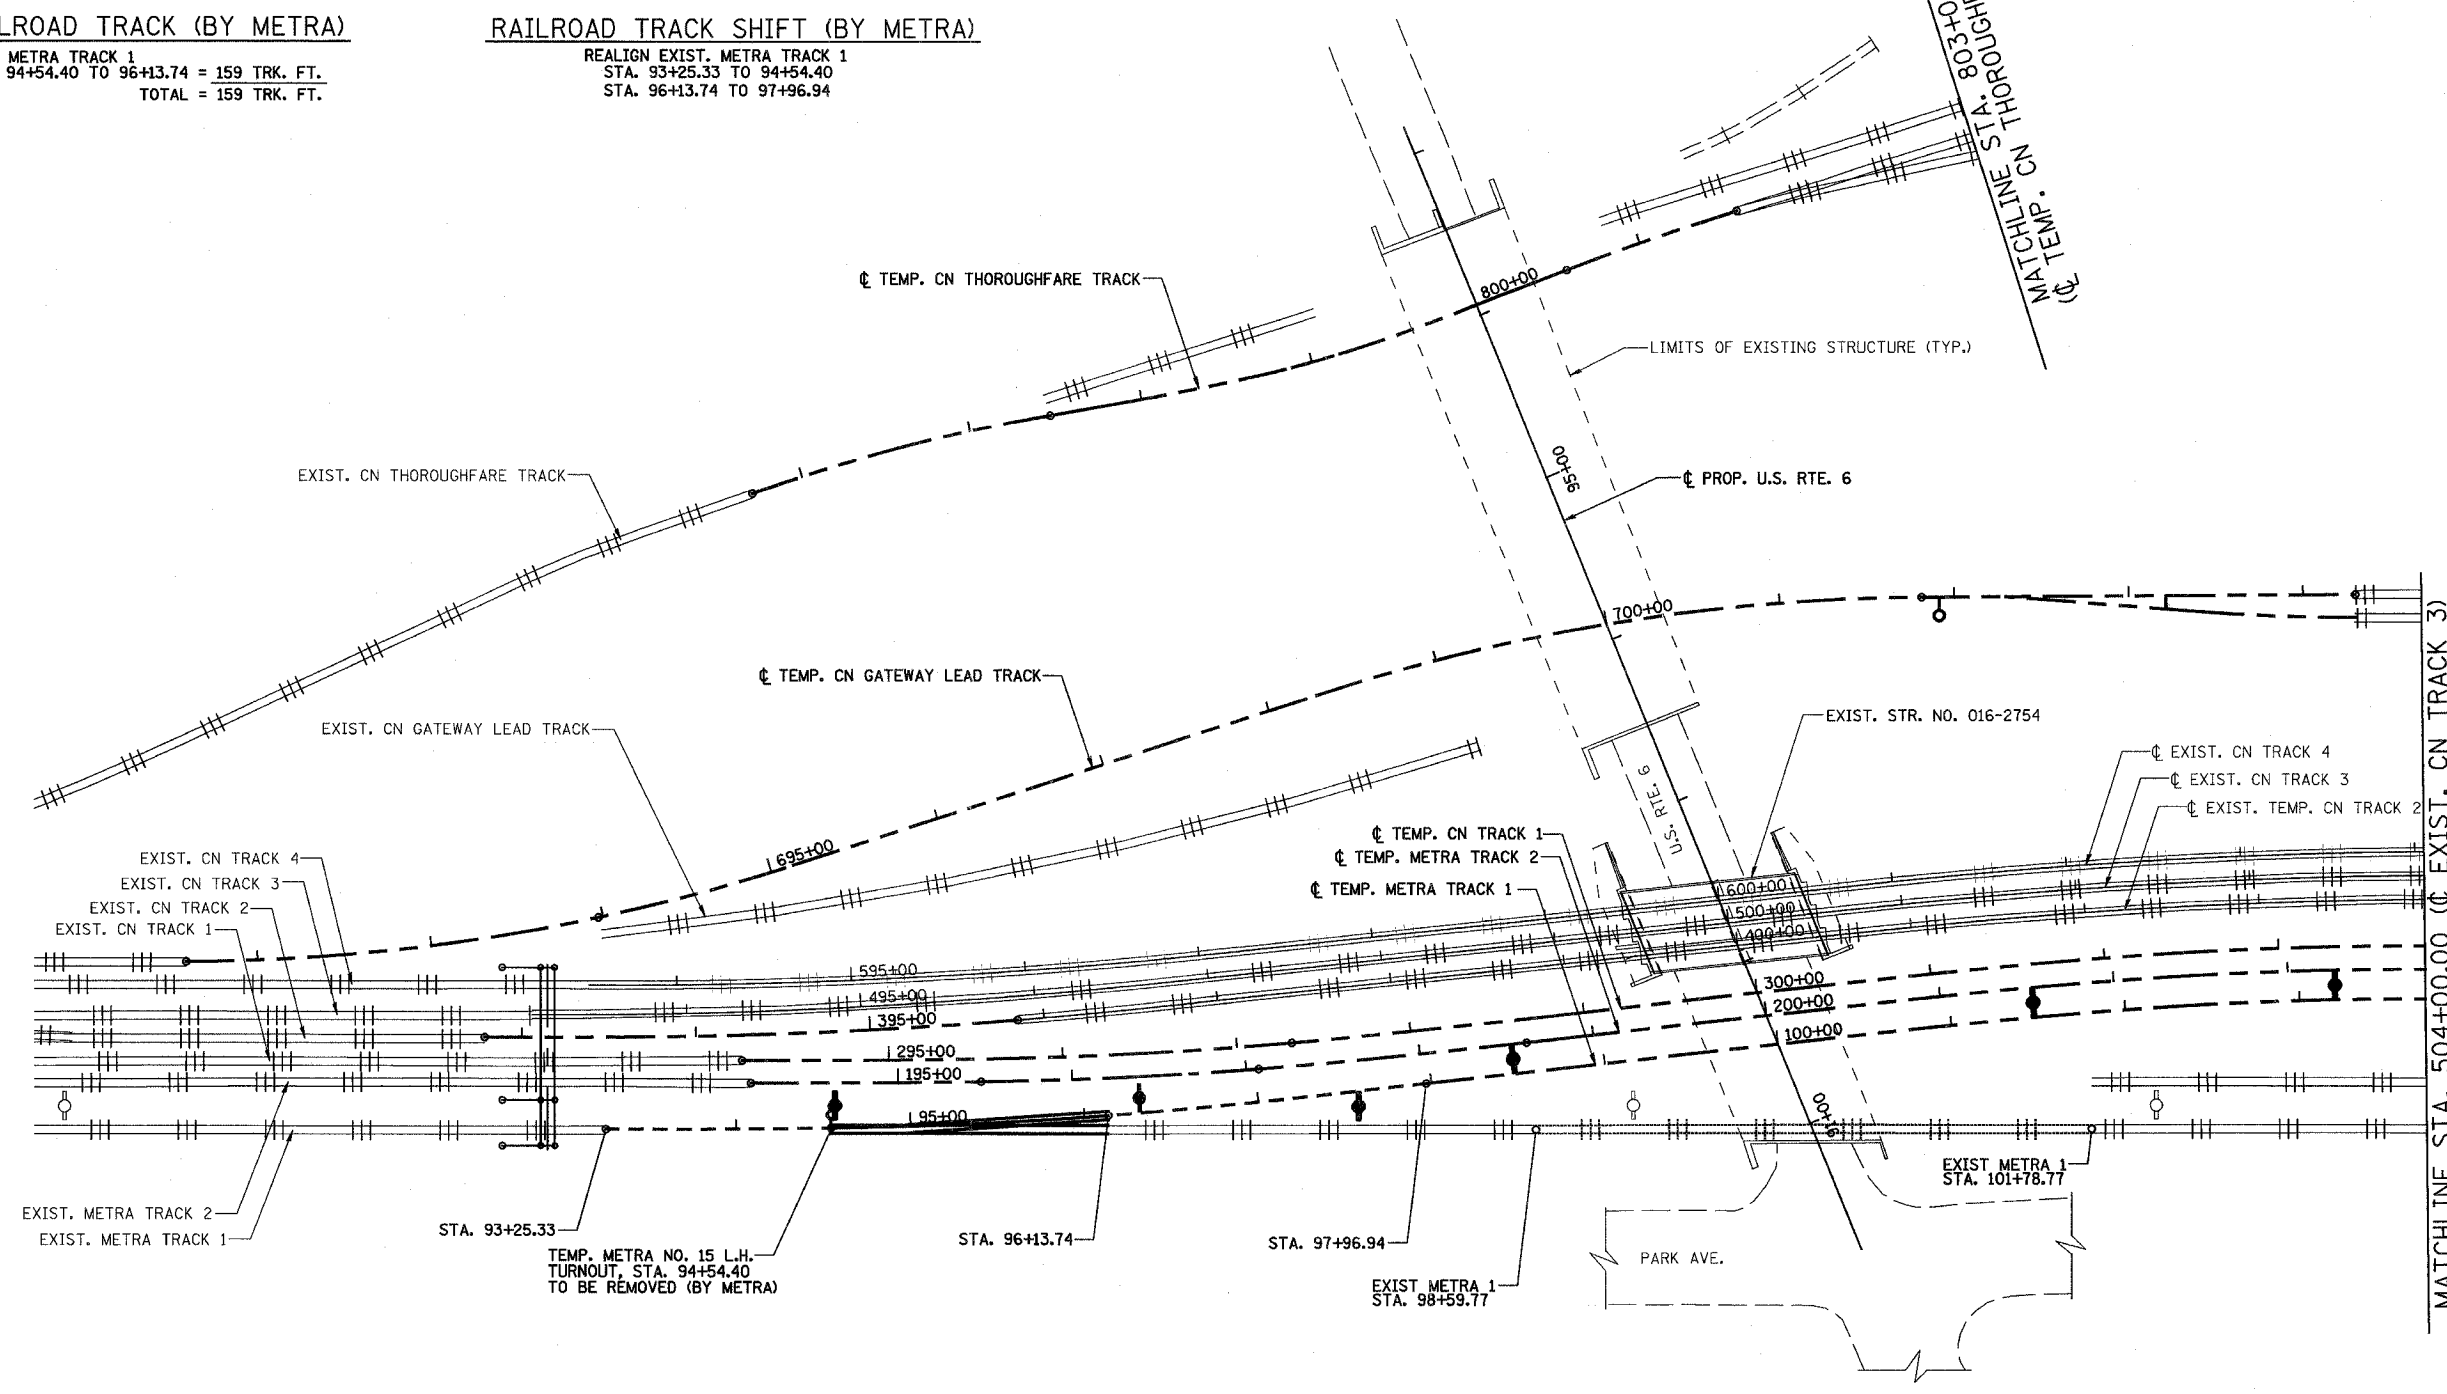 LROAD TRACK (BY METRA)
METRA TRACK 1
94+54.40 TO 96+13.74 = 159 TRK. FT.
TOTAL = 159 TRK. FT.
RAILROAD TRACK SHIFT (BY METRA)
REALIGN EXIST. METRA TRACK 1
STA. 93+25.33 TO 94+54.40
STA. 96+13.74 TO 97+96.94
MATCHLINE STA. 803+0
(℄ TEMP. CN THOROUGH
℄ TEMP. CN THOROUGHFARE TRACK
800+00
LIMITS OF EXISTING STRUCTURE (TYP.)
EXIST. CN THOROUGHFARE TRACK
95+00
℄ PROP. U.S. RTE. 6
700+00
℄ TEMP. CN GATEWAY LEAD TRACK
EXIST. CN GATEWAY LEAD TRACK
EXIST. STR. NO. 016-2754
℄ EXIST. CN TRACK 4
℄ EXIST. CN TRACK 3
℄ EXIST. TEMP. CN TRACK 2
U.S. RTE. 6
℄ TEMP. CN TRACK 1
℄ TEMP. METRA TRACK 2
℄ TEMP. METRA TRACK 1
695+00
EXIST. CN TRACK 4
EXIST. CN TRACK 3
EXIST. CN TRACK 2
EXIST. CN TRACK 1
600+00
500+00
400+00
595+00
495+00
395+00
300+00
200+00
100+00
295+00
195+00
95+00
91+00
EXIST. METRA TRACK 2
EXIST. METRA TRACK 1
STA. 93+25.33
TEMP. METRA NO. 15 L.H.
TURNOUT, STA. 94+54.40
TO BE REMOVED (BY METRA)
STA. 96+13.74
STA. 97+96.94
EXIST METRA 1
STA. 98+59.77
EXIST METRA 1
STA. 101+78.77
PARK AVE.
MATCHLINE STA. 504+00.00 (℄ EXIST. CN TRACK 3)